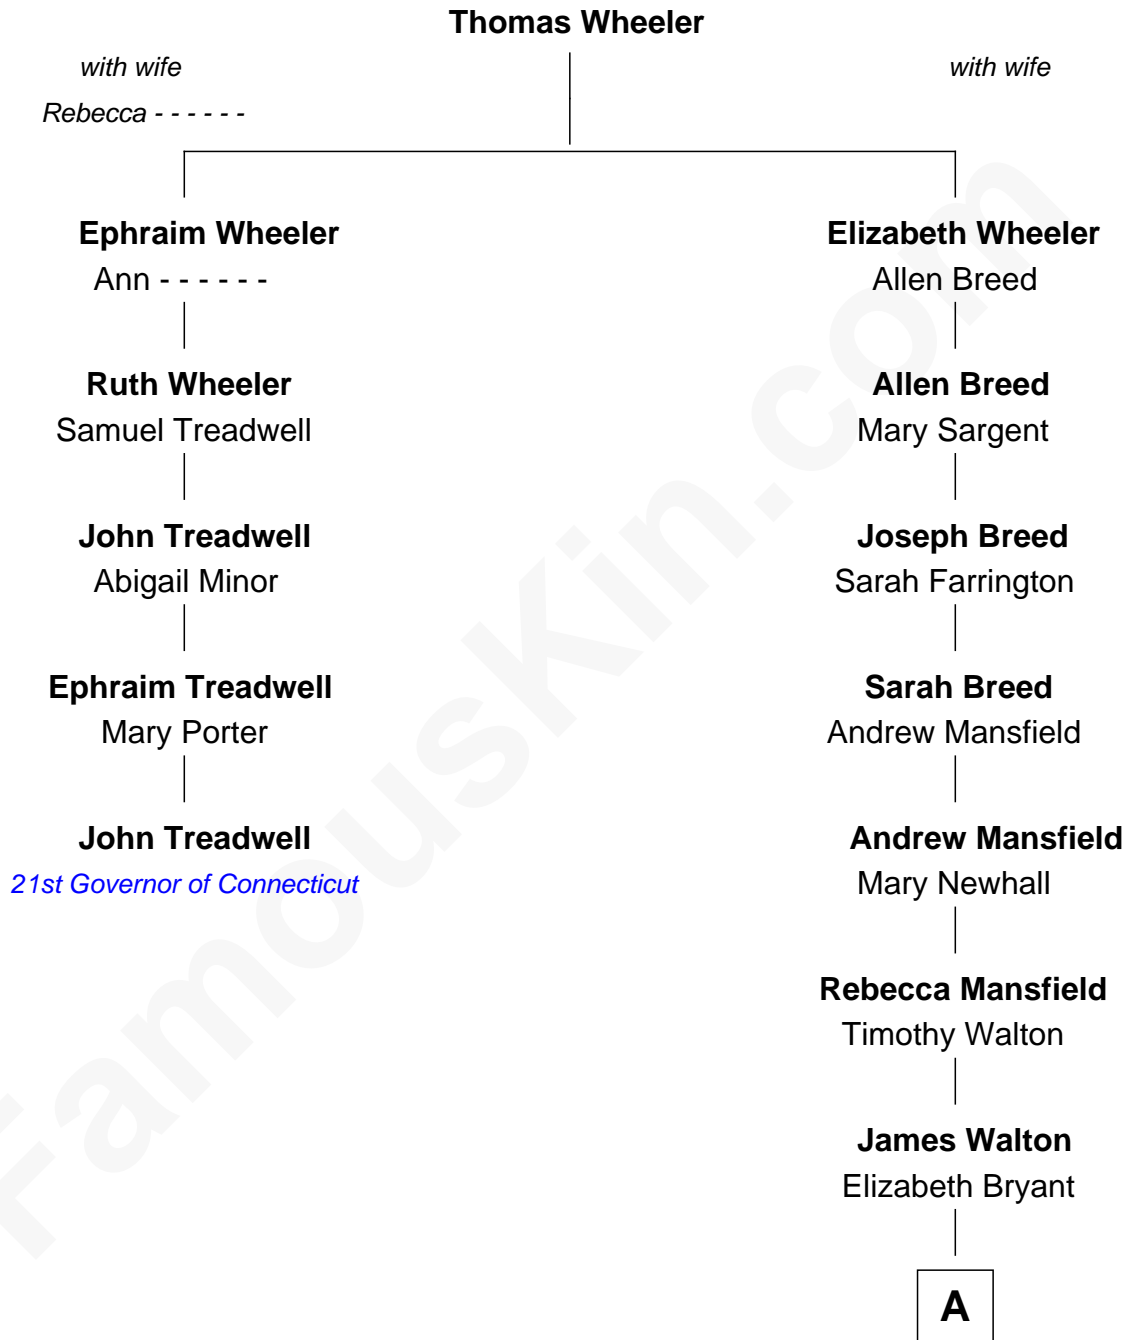 Thomas Wheeler
with wife
with wife
Rebecca - - - - - -
Ephraim Wheeler
Elizabeth Wheeler
Ann - - - - - -
Allen Breed
Ruth Wheeler
Allen Breed
Samuel Treadwell
Mary Sargent
John Treadwell
Joseph Breed
Abigail Minor
Sarah Farrington
Ephraim Treadwell
Sarah Breed
Mary Porter
Andrew Mansfield
John Treadwell
Andrew Mansfield
21st Governor of Connecticut
Mary Newhall
Rebecca Mansfield
Timothy Walton
James Walton
Elizabeth Bryant
A
FamousKin.com